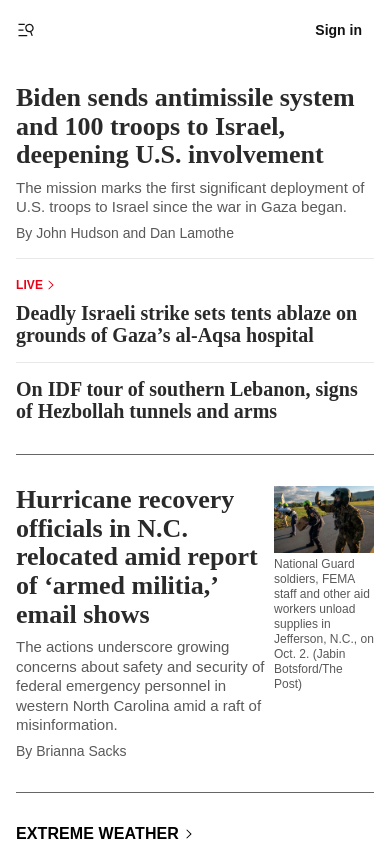 Sign in
Biden sends antimissile system
and 100 troops to Israel,
deepening U.S. involvement
The mission marks the first significant deployment of
U.S. troops to Israel since the war in Gaza began.
By John Hudson and Dan Lamothe
LIVE
Deadly Israeli strike sets tents ablaze on
grounds of Gaza’s al-Aqsa hospital
On IDF tour of southern Lebanon, signs
of Hezbollah tunnels and arms
Hurricane recovery
officials in N.C.
relocated amid report
of ‘armed militia,’
email shows
The actions underscore growing
concerns about safety and security of
federal emergency personnel in
western North Carolina amid a raft of
misinformation.
By Brianna Sacks
National Guard
soldiers, FEMA
staff and other aid
workers unload
supplies in
Jefferson, N.C., on
Oct. 2. (Jabin
Botsford/The
Post)
EXTREME WEATHER